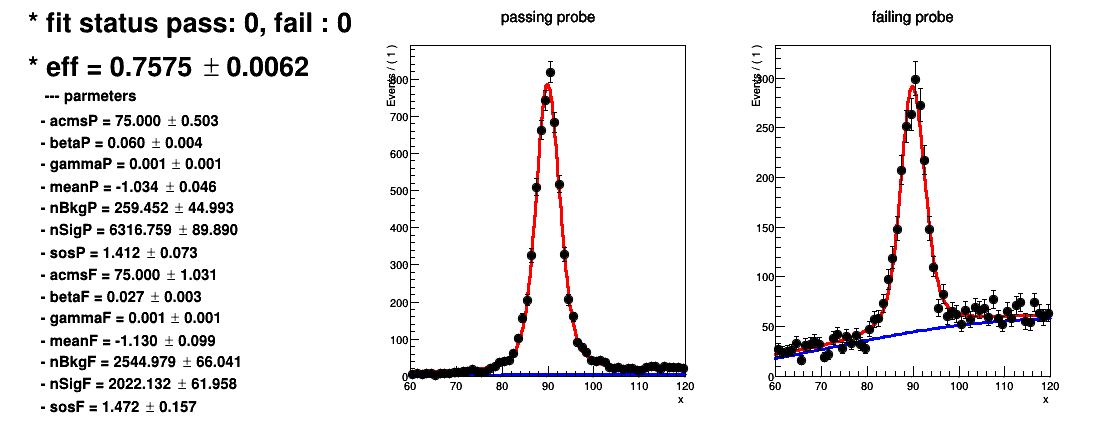 * fit status pass: 0, fail : 0
* eff = 0.7575 ± 0.0062
--- parmeters
- acmsP = 75.000 ± 0.503
- betaP = 0.060 ± 0.004
- gammaP = 0.001 ± 0.001
- meanP = -1.034 ± 0.046
- nBkgP = 259.452 ± 44.993
- nSigP = 6316.759 ± 89.890
- sosP = 1.412 ± 0.073
- acmsF = 75.000 ± 1.031
- betaF = 0.027 ± 0.003
- gammaF = 0.001 ± 0.001
- meanF = -1.130 ± 0.099
- nBkgF = 2544.979 ± 66.041
- nSigF = 2022.132 ± 61.958
- sosF = 1.472 ± 0.157
passing probe
Events / ( 1 )
800
700
600
500
400
300
200
100
0
60 70 80 90 100 110 120
x
failing probe
Events / ( 1 )
300
250
200
150
100
50
0
60 70 80 90 100 110 120
x